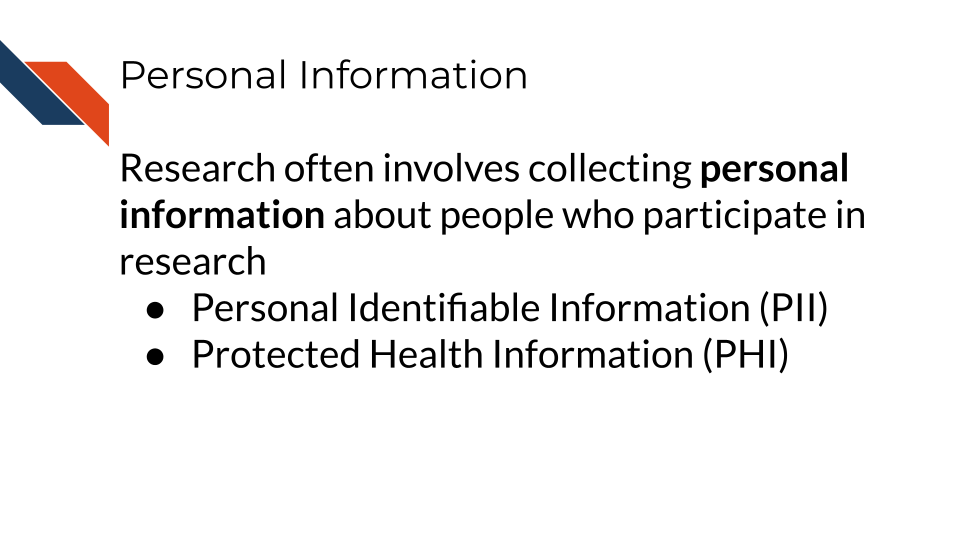 Personal Information
Research often involves collecting personal
information about people who participate in
research
● Personal Identifiable Information (PII)
● Protected Health Information (PHI)